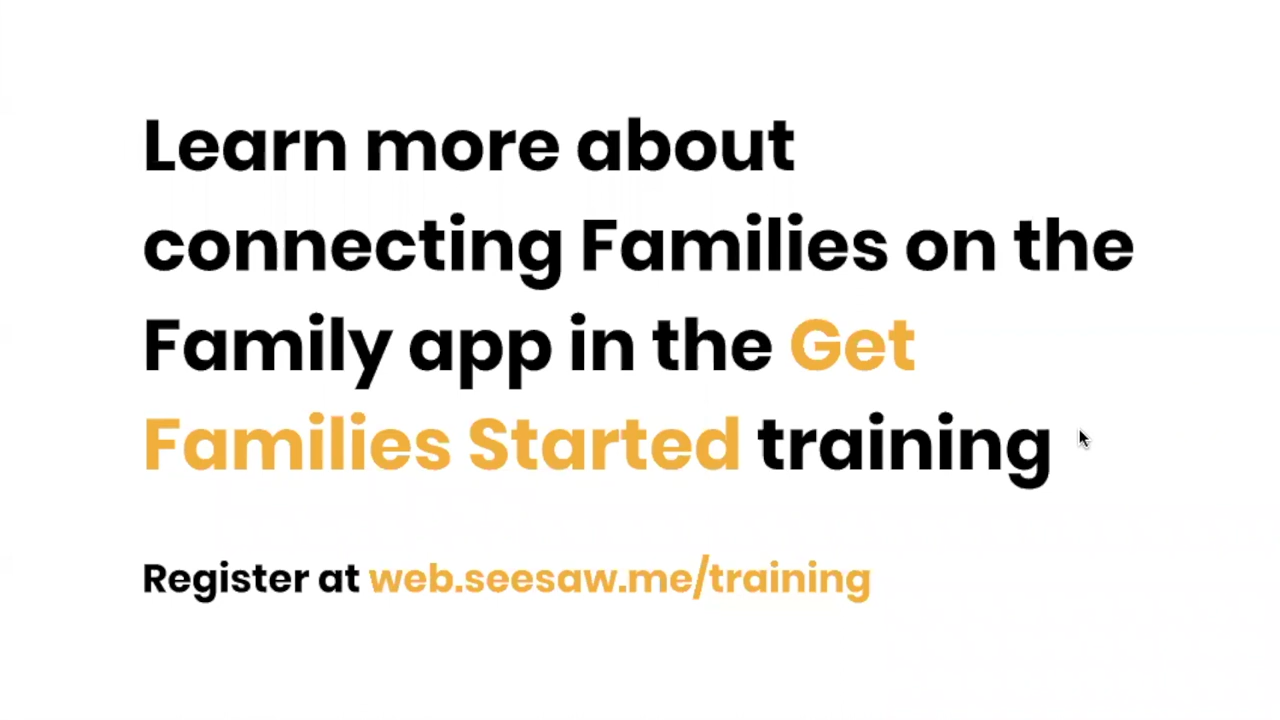 Learn more about
connecting Families on the
Family app in the Get
Families Started training
Register at web.seesaw.me/training